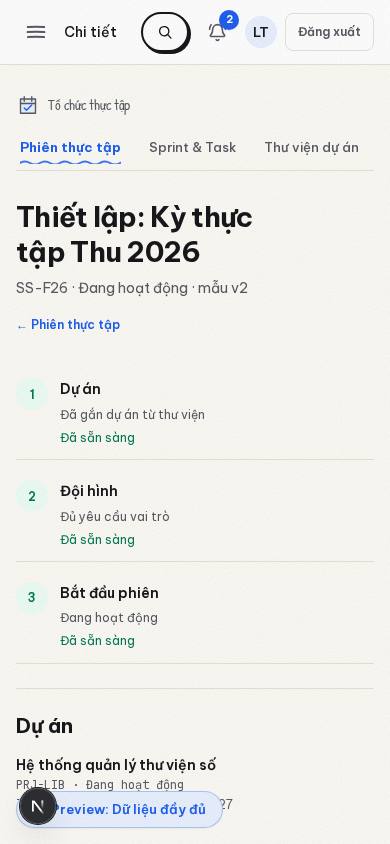 Chi tiết
2
LT
Đăng xuất
Tổ chức thực tập
Phiên thực tập
Sprint & Task
Thư viện dự án
Thiết lập: Kỳ thực
tập Thu 2026
SS-F26 · Đang hoạt động · mẫu v2
← Phiên thực tập
1
Dự án
Đã gắn dự án từ thư viện
Đã sẵn sàng
2
Đội hình
Đủ yêu cầu vai trò
Đã sẵn sàng
3
Bắt đầu phiên
Đang hoạt động
Đã sẵn sàng
Dự án
Hệ thống quản lý thư viện số
PRJ-LIB · Đang hoạt động
27
N
Preview: Dữ liệu đầy đủ